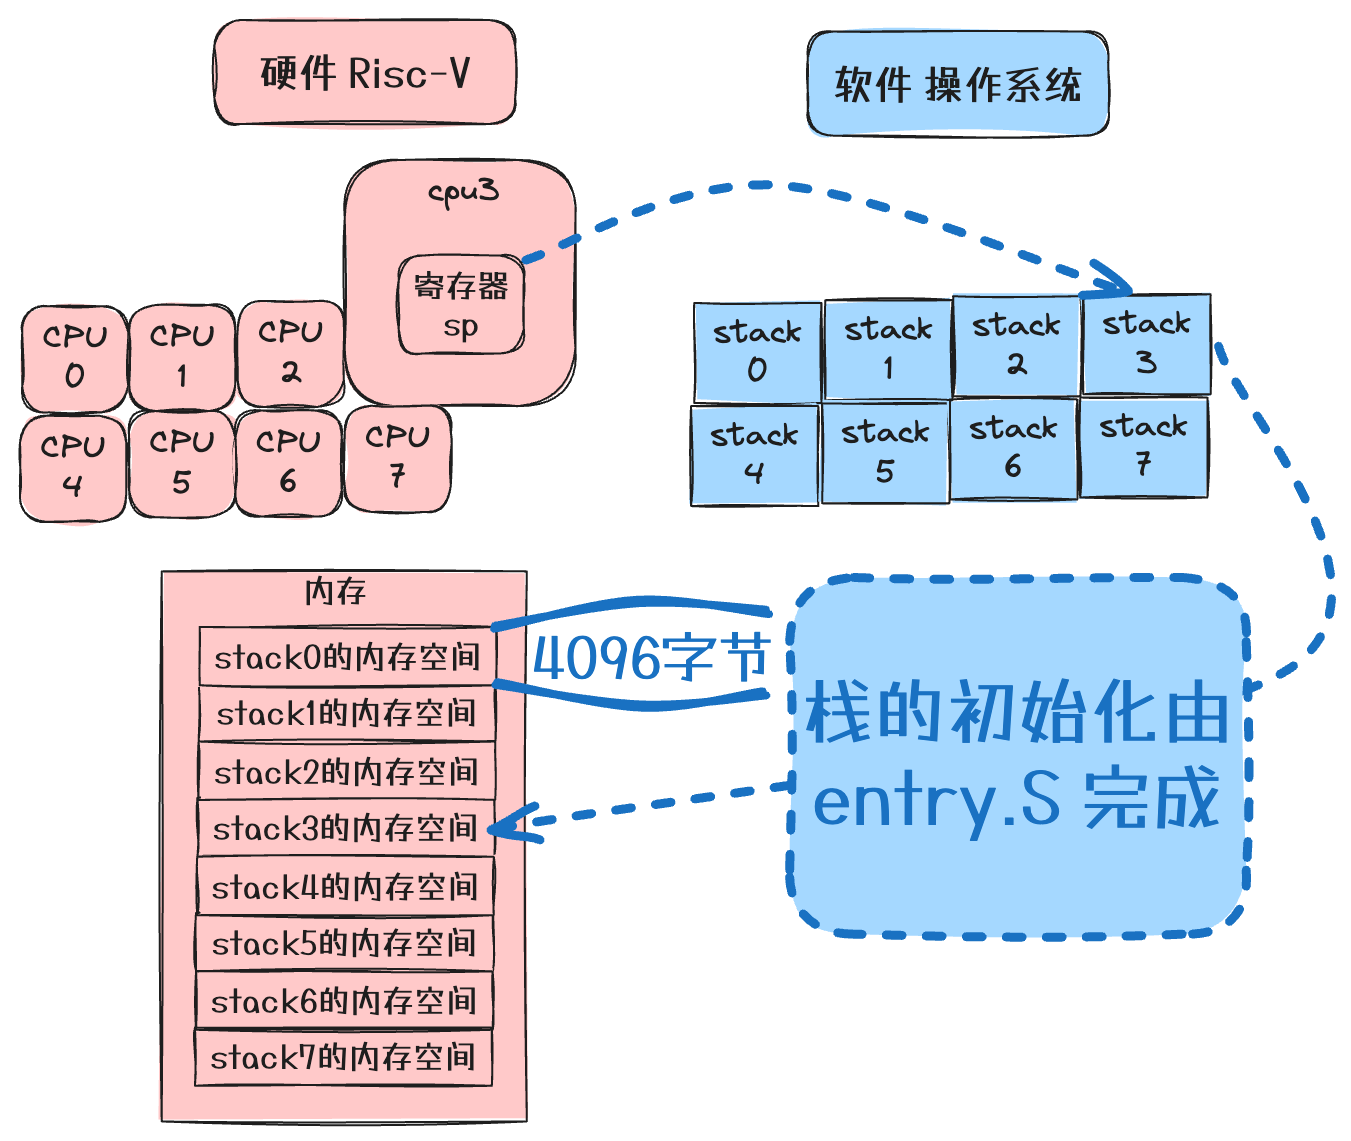 硬件 Risc-V
软件 操作系统
cpu3
寄存器
sp
CPU
0
CPU
1
CPU
2
CPU
4
CPU
5
CPU
6
CPU
7
stack
0
stack
1
stack
2
stack
3
stack
4
stack
5
stack
6
stack
7
内存
stack0的内存空间
stack1的内存空间
stack2的内存空间
stack3的内存空间
stack4的内存空间
stack5的内存空间
stack6的内存空间
stack7的内存空间
4096字节
栈的初始化由
entry.S 完成